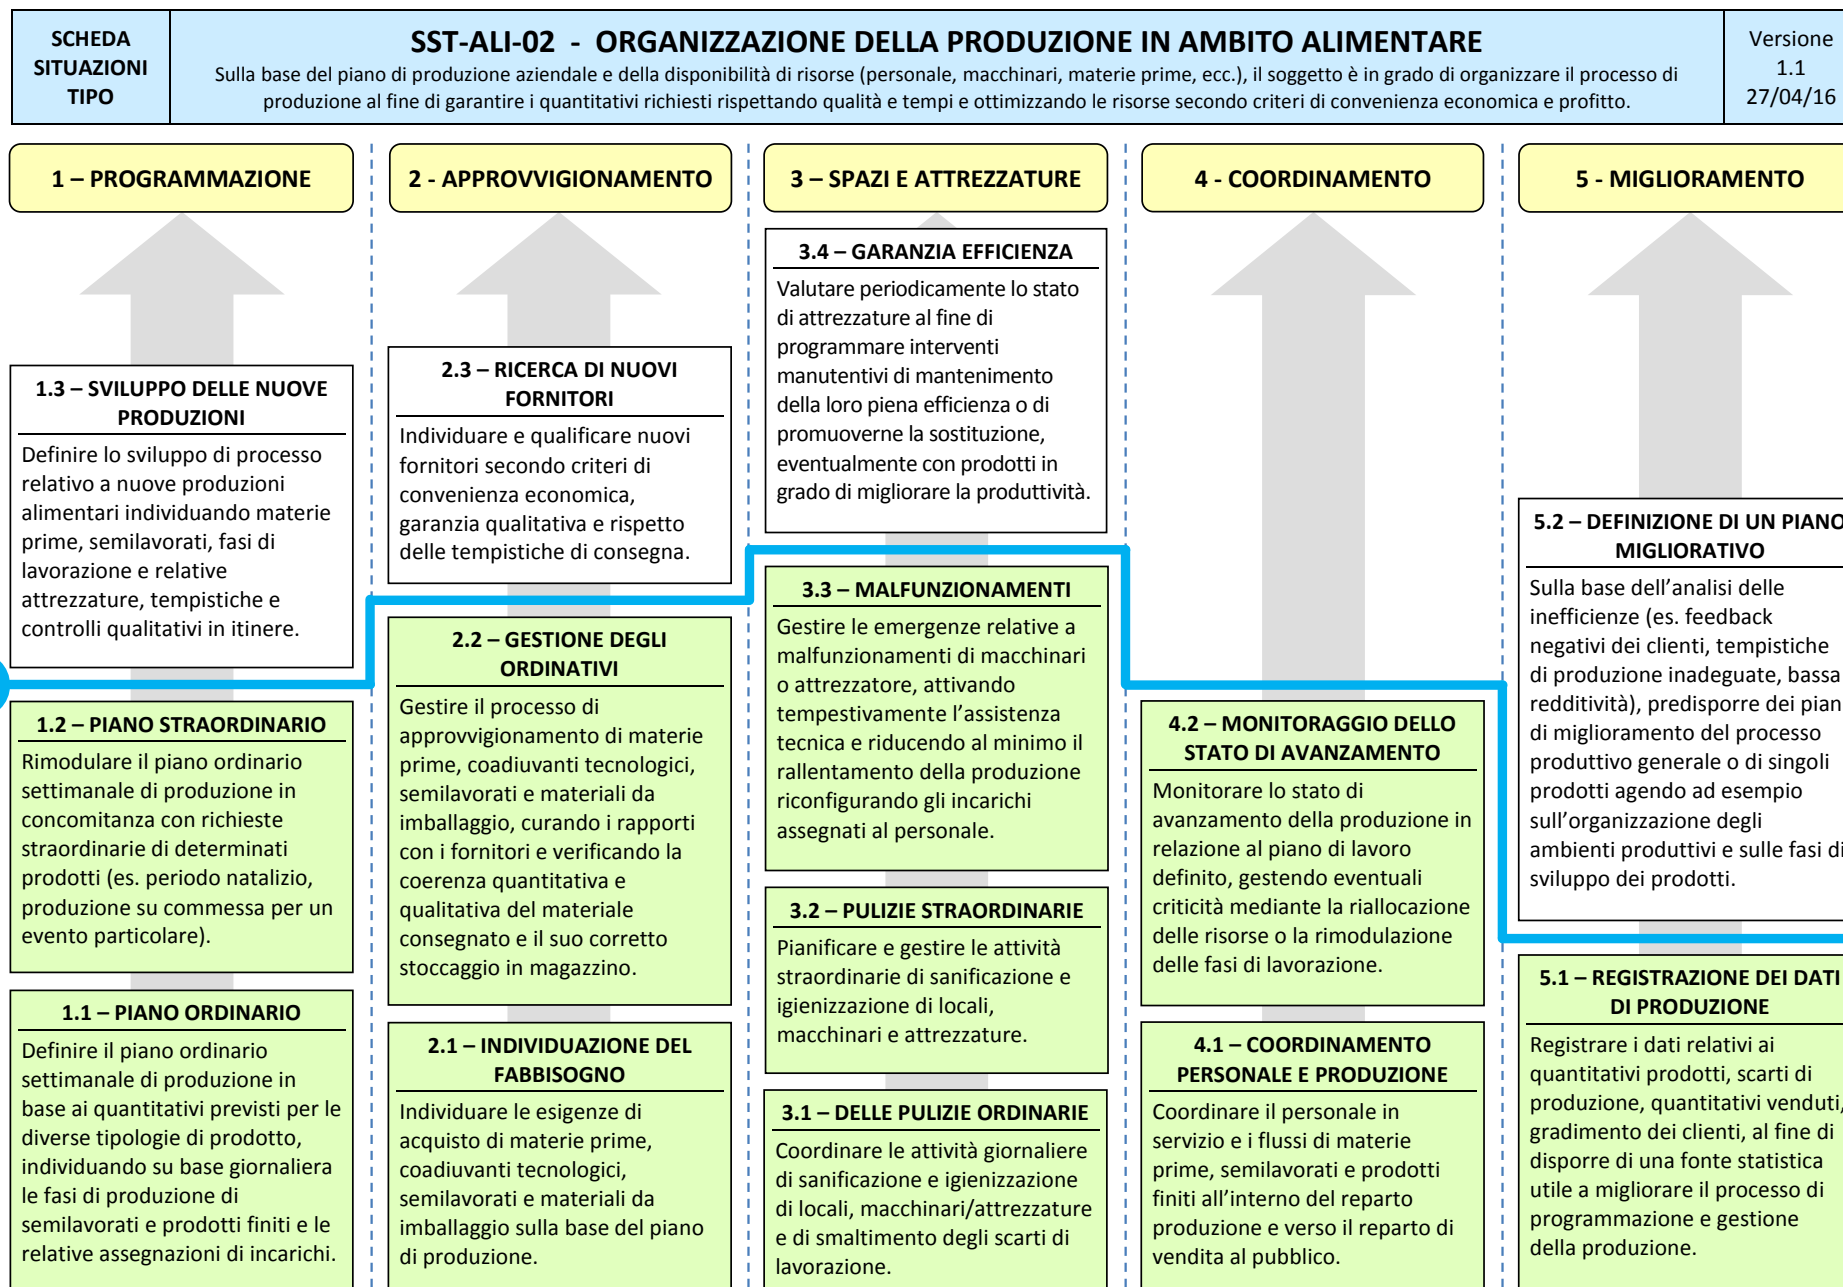 SCHEDA
SITUAZIONI
TIPO
SST-ALI-02 - ORGANIZZAZIONE DELLA PRODUZIONE IN AMBITO ALIMENTARE
Sulla base del piano di produzione aziendale e della disponibilità di risorse (personale, macchinari, materie prime, ecc.), il soggetto è in grado di organizzare il processo di
produzione al fine di garantire i quantitativi richiesti rispettando qualità e tempi e ottimizzando le risorse secondo criteri di convenienza economica e profitto.
Versione
1.1
27/04/16
1 – PROGRAMMAZIONE
1.3 – SVILUPPO DELLE NUOVE
PRODUZIONI
Definire lo sviluppo di processo
relativo a nuove produzioni
alimentari individuando materie
prime, semilavorati, fasi di
lavorazione e relative
attrezzature, tempistiche e
controlli qualitativi in itinere.
1.2 – PIANO STRAORDINARIO
Rimodulare il piano ordinario
settimanale di produzione in
concomitanza con richieste
straordinarie di determinati
prodotti (es. periodo natalizio,
produzione su commessa per un
evento particolare).
1.1 – PIANO ORDINARIO
Definire il piano ordinario
settimanale di produzione in
base ai quantitativi previsti per le
diverse tipologie di prodotto,
individuando su base giornaliera
le fasi di produzione di
semilavorati e prodotti finiti e le
relative assegnazioni di incarichi.
2 - APPROVVIGIONAMENTO
2.3 – RICERCA DI NUOVI
FORNITORI
Individuare e qualificare nuovi
fornitori secondo criteri di
convenienza economica,
garanzia qualitativa e rispetto
delle tempistiche di consegna.
2.2 – GESTIONE DEGLI
ORDINATIVI
Gestire il processo di
approvvigionamento di materie
prime, coadiuvanti tecnologici,
semilavorati e materiali da
imballaggio, curando i rapporti
con i fornitori e verificando la
coerenza quantitativa e
qualitativa del materiale
consegnato e il suo corretto
stoccaggio in magazzino.
2.1 – INDIVIDUAZIONE DEL
FABBISOGNO
Individuare le esigenze di
acquisto di materie prime,
coadiuvanti tecnologici,
semilavorati e materiali da
imballaggio sulla base del piano
di produzione.
3 – SPAZI E ATTREZZATURE
3.4 – GARANZIA EFFICIENZA
Valutare periodicamente lo stato
di attrezzature al fine di
programmare interventi
manutentivi di mantenimento
della loro piena efficienza o di
promuoverne la sostituzione,
eventualmente con prodotti in
grado di migliorare la produttività.
3.3 – MALFUNZIONAMENTI
Gestire le emergenze relative a
malfunzionamenti di macchinari
o attrezzatore, attivando
tempestivamente l’assistenza
tecnica e riducendo al minimo il
rallentamento della produzione
riconfigurando gli incarichi
assegnati al personale.
3.2 – PULIZIE STRAORDINARIE
Pianificare e gestire le attività
straordinarie di sanificazione e
igienizzazione di locali,
macchinari e attrezzature.
3.1 – DELLE PULIZIE ORDINARIE
Coordinare le attività giornaliere
di sanificazione e igienizzazione
di locali, macchinari/attrezzature
e di smaltimento degli scarti di
lavorazione.
4 - COORDINAMENTO
4.2 – MONITORAGGIO DELLO
STATO DI AVANZAMENTO
Monitorare lo stato di
avanzamento della produzione in
relazione al piano di lavoro
definito, gestendo eventuali
criticità mediante la riallocazione
delle risorse o la rimodulazione
delle fasi di lavorazione.
4.1 – COORDINAMENTO
PERSONALE E PRODUZIONE
Coordinare il personale in
servizio e i flussi di materie
prime, semilavorati e prodotti
finiti all’interno del reparto
produzione e verso il reparto di
vendita al pubblico.
5 - MIGLIORAMENTO
5.2 – DEFINIZIONE DI UN PIANO
MIGLIORATIVO
Sulla base dell’analisi delle
inefficienze (es. feedback
negativi dei clienti, tempistiche
di produzione inadeguate, bassa
redditività), predisporre dei pian
di miglioramento del processo
produttivo generale o di singoli
prodotti agendo ad esempio
sull’organizzazione degli
ambienti produttivi e sulle fasi di
sviluppo dei prodotti.
5.1 – REGISTRAZIONE DEI DATI
DI PRODUZIONE
Registrare i dati relativi ai
quantitativi prodotti, scarti di
produzione, quantitativi venduti,
gradimento dei clienti, al fine di
disporre di una fonte statistica
utile a migliorare il processo di
programmazione e gestione
della produzione.